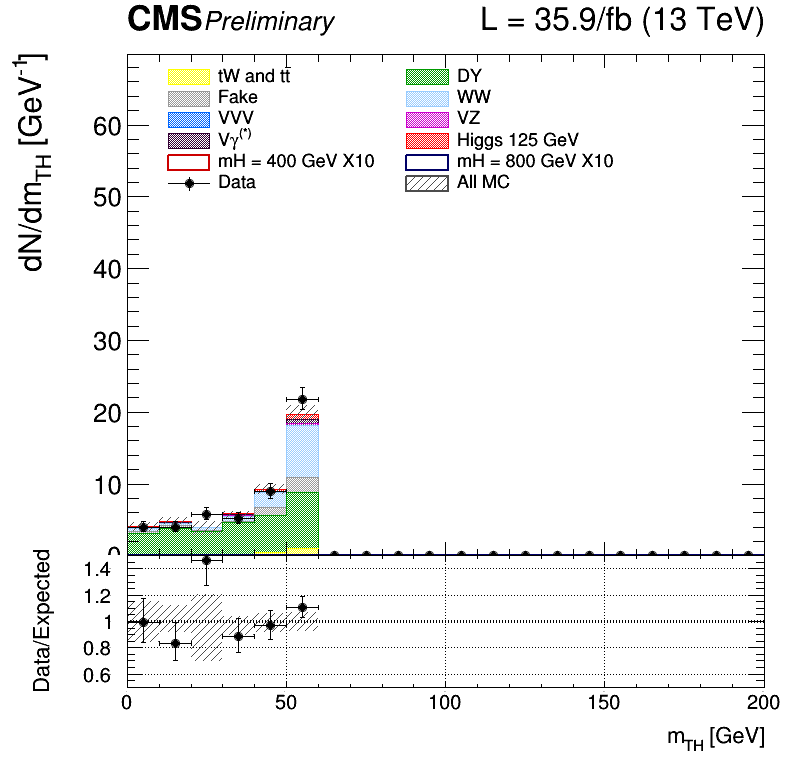 CMS Preliminary L = 35.9/fb (13 TeV)
dN/dm_TH [GeV^-1]
tW and tt DY
Fake WW
VVV VZ
Vγ(*) Higgs 125 GeV
mH = 400 GeV X10 mH = 800 GeV X10
Data All MC
60
50
40
30
20
10
0
Data/Expected
1.4
1.2
1
0.8
0.6
0 50 100 150 200
m_TH [GeV]